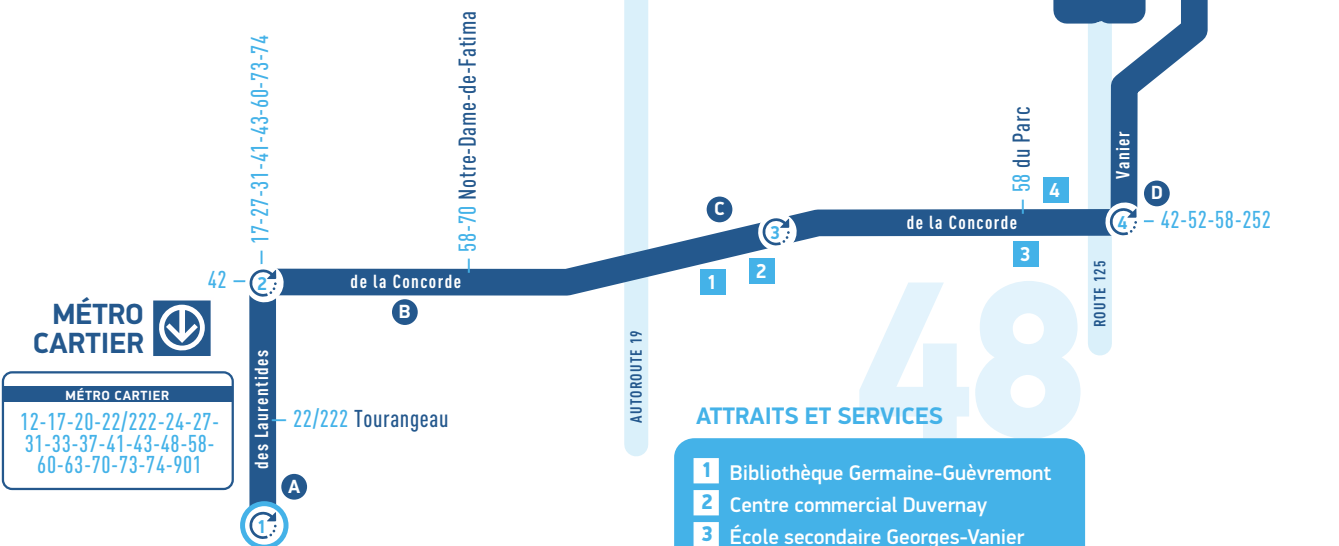 17-27-31-41-43-60-73-74
58-70 Notre-Dame-de-Fatima
58 du Parc
4
Vanier
C
D
3
de la Concorde
4
42-52-58-252
42
2
de la Concorde
1
2
3
B
MÉTRO
CARTIER
AUTOROUTE 19
ROUTE 125
48
des Laurentides
MÉTRO CARTIER
12-17-20-22/222-24-27-
31-33-37-41-43-48-58-
60-63-70-73-74-901
22/222 Tourangeau
A
1
ATTRAITS ET SERVICES
1 Bibliothèque Germaine-Guèvremont
2 Centre commercial Duvernay
3 École secondaire Georges-Vanier